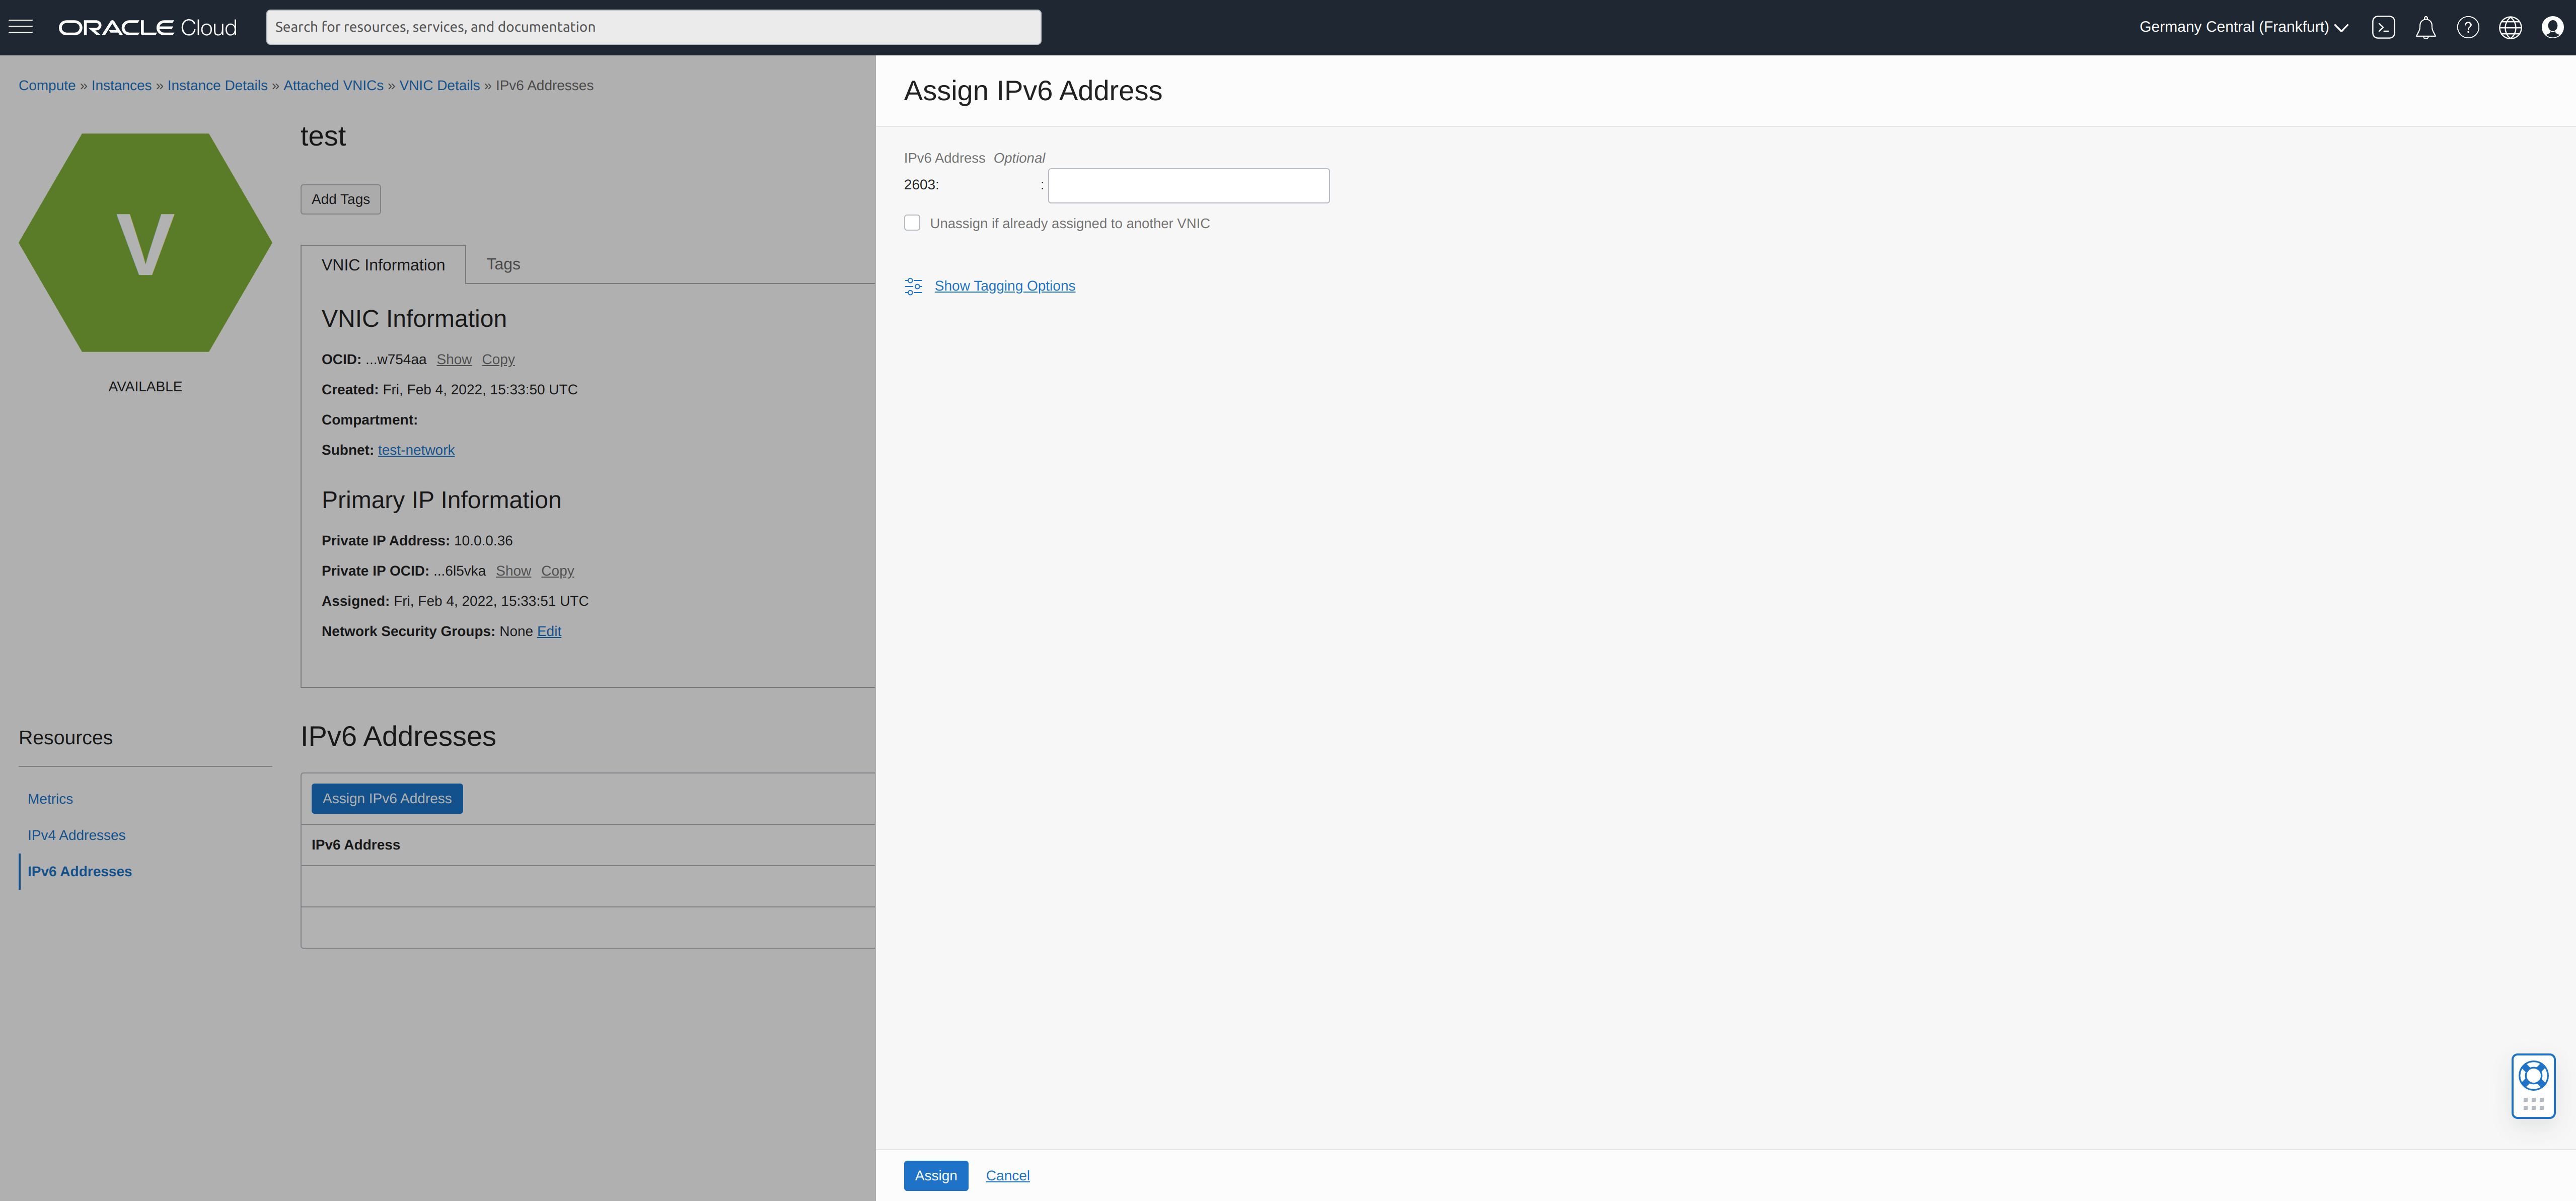 ORACLE Cloud
Search for resources, services, and documentation
Germany Central (Frankfurt)
Compute » Instances » Instance Details » Attached VNICs » VNIC Details » IPv6 Addresses
V
AVAILABLE
test
Add Tags
VNIC Information
Tags
VNIC Information
OCID: ...w754aa Show Copy
Created: Fri, Feb 4, 2022, 15:33:50 UTC
Compartment:
Subnet: test-network
Primary IP Information
Private IP Address: 10.0.0.36
Private IP OCID: ...6l5vka Show Copy
Assigned: Fri, Feb 4, 2022, 15:33:51 UTC
Network Security Groups: None Edit
Resources
Metrics
IPv4 Addresses
IPv6 Addresses
IPv6 Addresses
Assign IPv6 Address
IPv6 Address
Assign IPv6 Address
IPv6 Address Optional
2603: :
Unassign if already assigned to another VNIC
Show Tagging Options
Assign Cancel